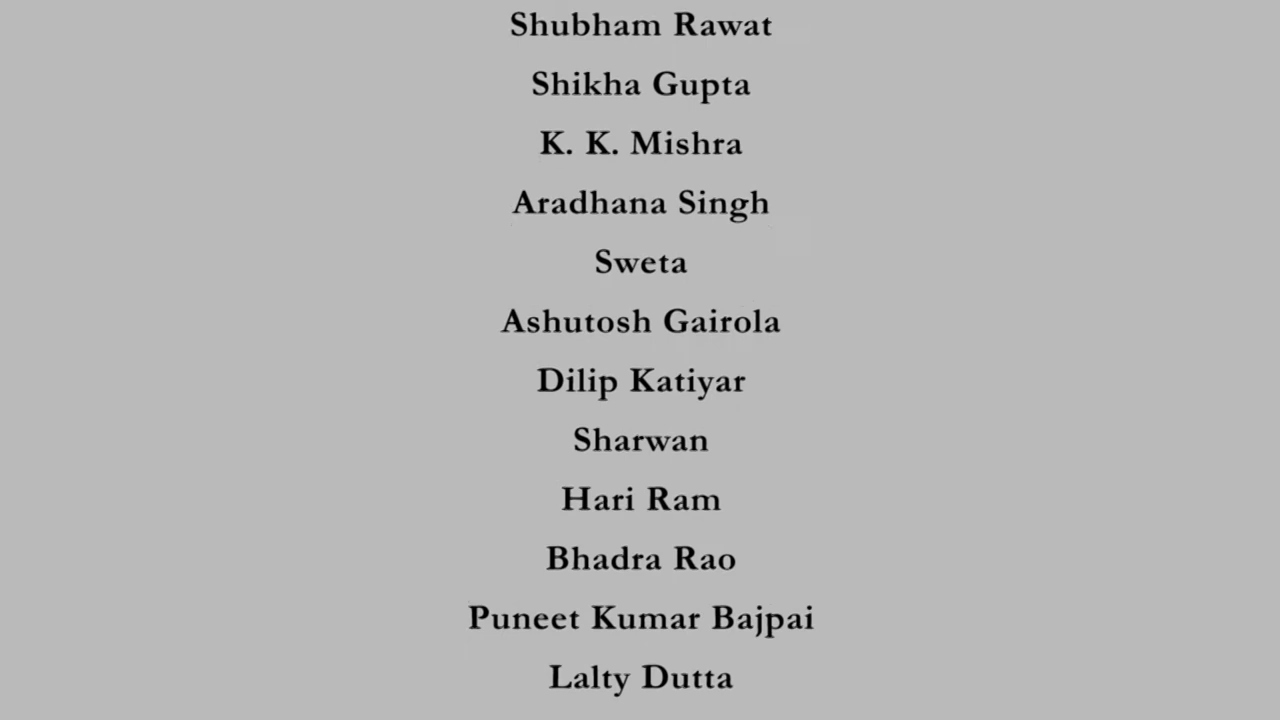 Shubham Rawat
Shikha Gupta
K. K. Mishra
Aradhana Singh
Sweta
Ashutosh Gairola
Dilip Katiyar
Sharwan
Hari Ram
Bhadra Rao
Puneet Kumar Bajpai
Lalty Dutta